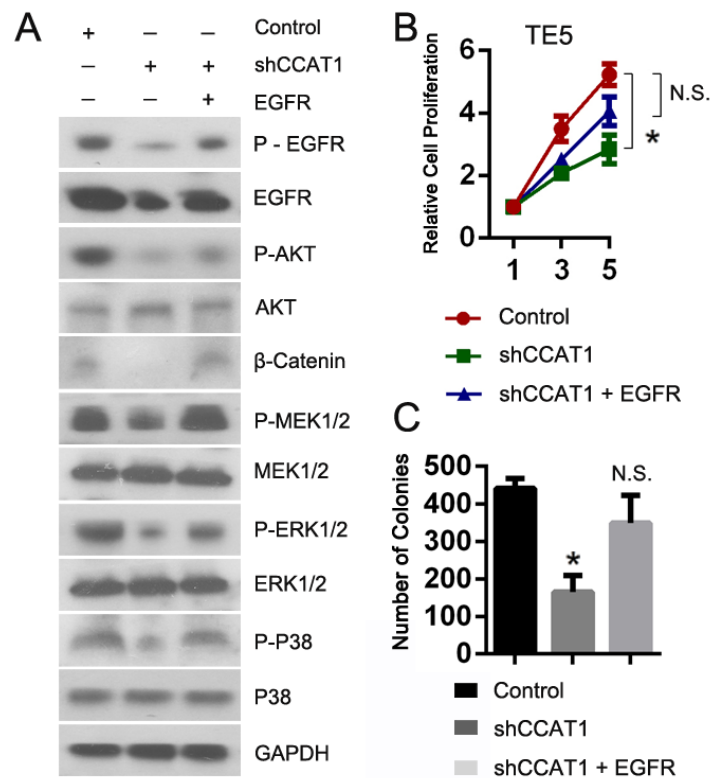 A
+ – – Control
– + + shCCAT1
– – + EGFR
P - EGFR
EGFR
P-AKT
AKT
β-Catenin
P-MEK1/2
MEK1/2
P-ERK1/2
ERK1/2
P-P38
P38
GAPDH
B
TE5
Relative Cell Proliferation
6
4
2
0
1 3 5
N.S.
*
Control
shCCAT1
shCCAT1 + EGFR
C
Number of Colonies
500
400
300
200
100
0
*
N.S.
Control
shCCAT1
shCCAT1 + EGFR